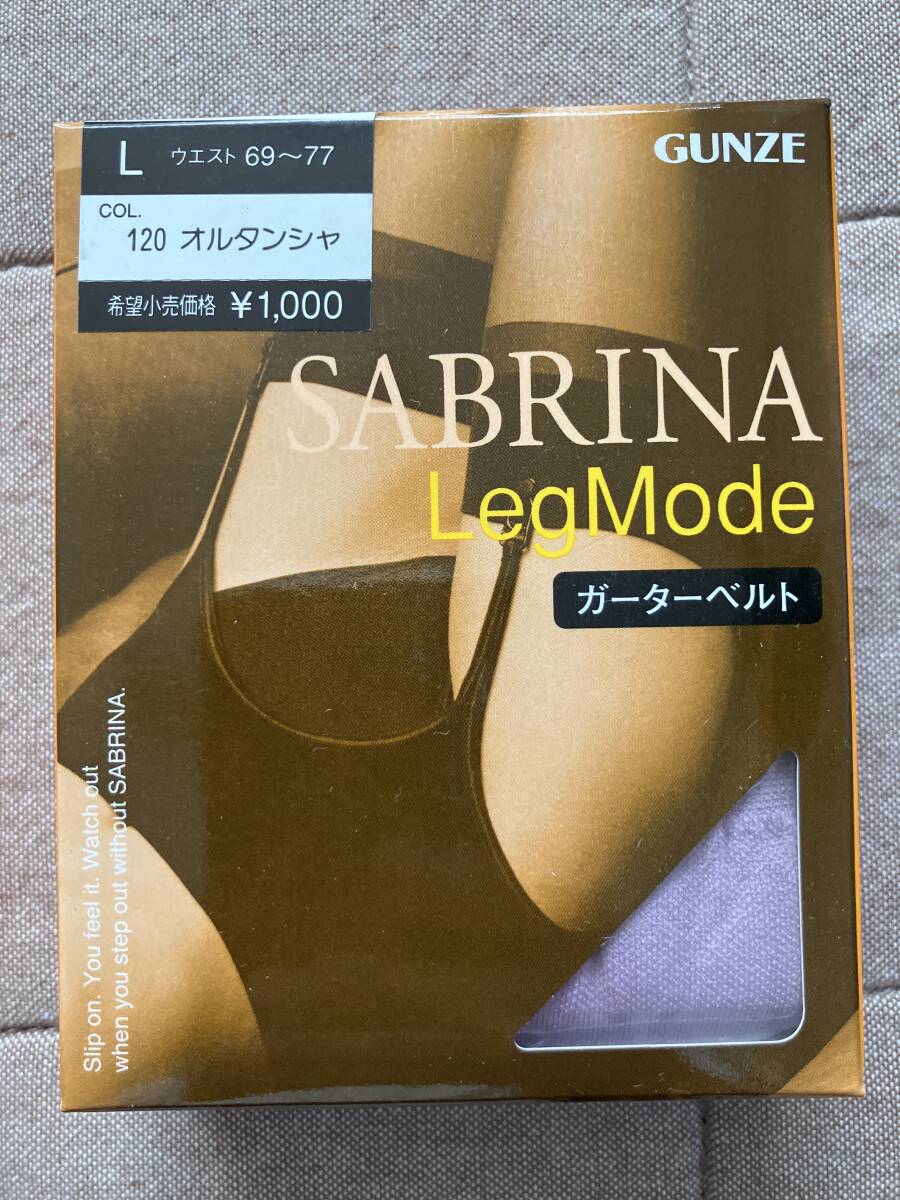 L ウエスト 69～77
COL.
120 オルタンシャ
希望小売価格 ¥1,000
GUNZE
SABRINA
LegMode
ガーターベルト
Slip on. You feel it. Watch out
when you step out without SABRINA.